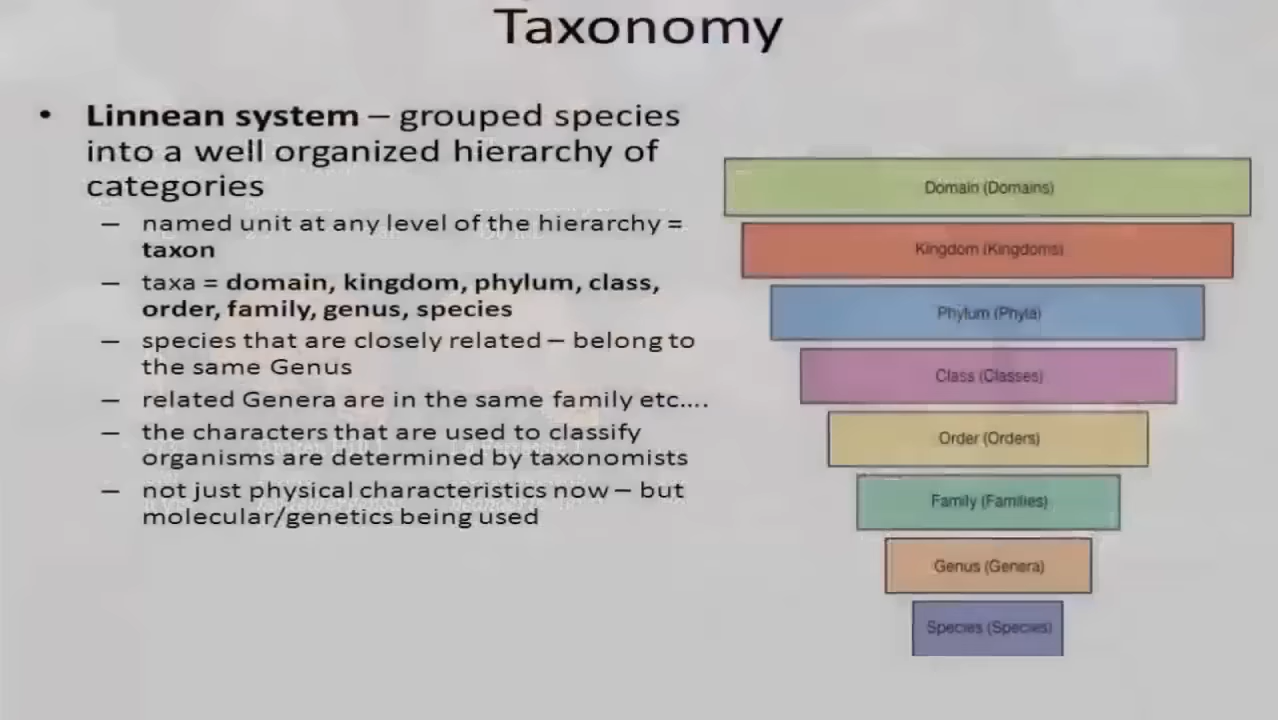 Taxonomy
• Linnean system – grouped species
into a well organized hierarchy of
categories
– named unit at any level of the hierarchy =
taxon
– taxa = domain, kingdom, phylum, class,
order, family, genus, species
– species that are closely related – belong to
the same Genus
– related Genera are in the same family etc....
– the characters that are used to classify
organisms are determined by taxonomists
– not just physical characteristics now – but
molecular/genetics being used
Domain (Domains)
Kingdom (Kingdoms)
Phylum (Phyla)
Class (Classes)
Order (Orders)
Family (Families)
Genus (Genera)
Species (Species)